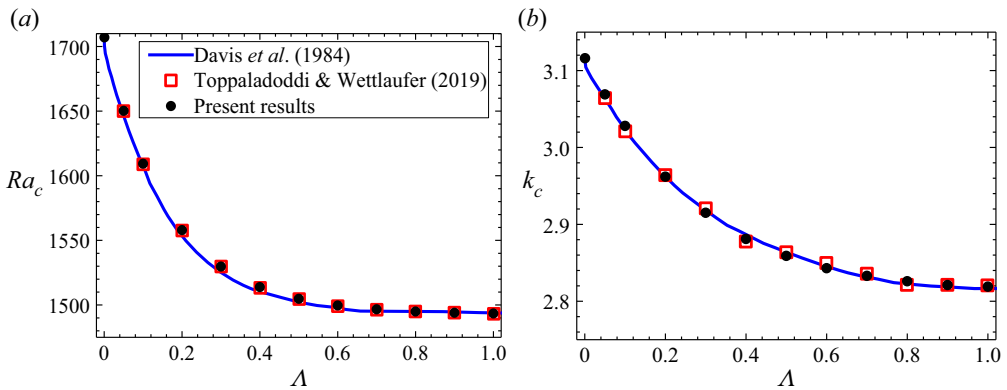 (a)
1700
1650
1600
1550
1500
Ra_c
0
0.2
0.4
0.6
0.8
1.0
Λ
Davis et al. (1984)
Toppaladoddi & Wettlaufer (2019)
Present results
(b)
3.1
3.0
2.9
2.8
k_c
0
0.2
0.4
0.6
0.8
1.0
Λ